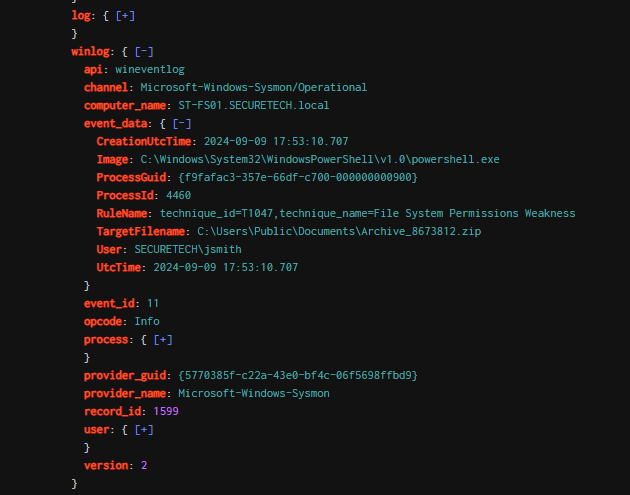 }
log: { [+]
}
winlog: { [-]
api: wineventlog
channel: Microsoft-Windows-Sysmon/Operational
computer_name: ST-FS01.SECURETECH.local
event_data: { [-]
CreationUtcTime: 2024-09-09 17:53:10.707
Image: C:\Windows\System32\WindowsPowerShell\v1.0\powershell.exe
ProcessGuid: {f9fafac3-357e-66df-c700-000000000900}
ProcessId: 4460
RuleName: technique_id=T1047,technique_name=File System Permissions Weakness
TargetFilename: C:\Users\Public\Documents\Archive_8673812.zip
User: SECURETECH\jsmith
UtcTime: 2024-09-09 17:53:10.707
}
event_id: 11
opcode: Info
process: { [+]
}
provider_guid: {5770385f-c22a-43e0-bf4c-06f5698ffbd9}
provider_name: Microsoft-Windows-Sysmon
record_id: 1599
user: { [+]
}
version: 2
}